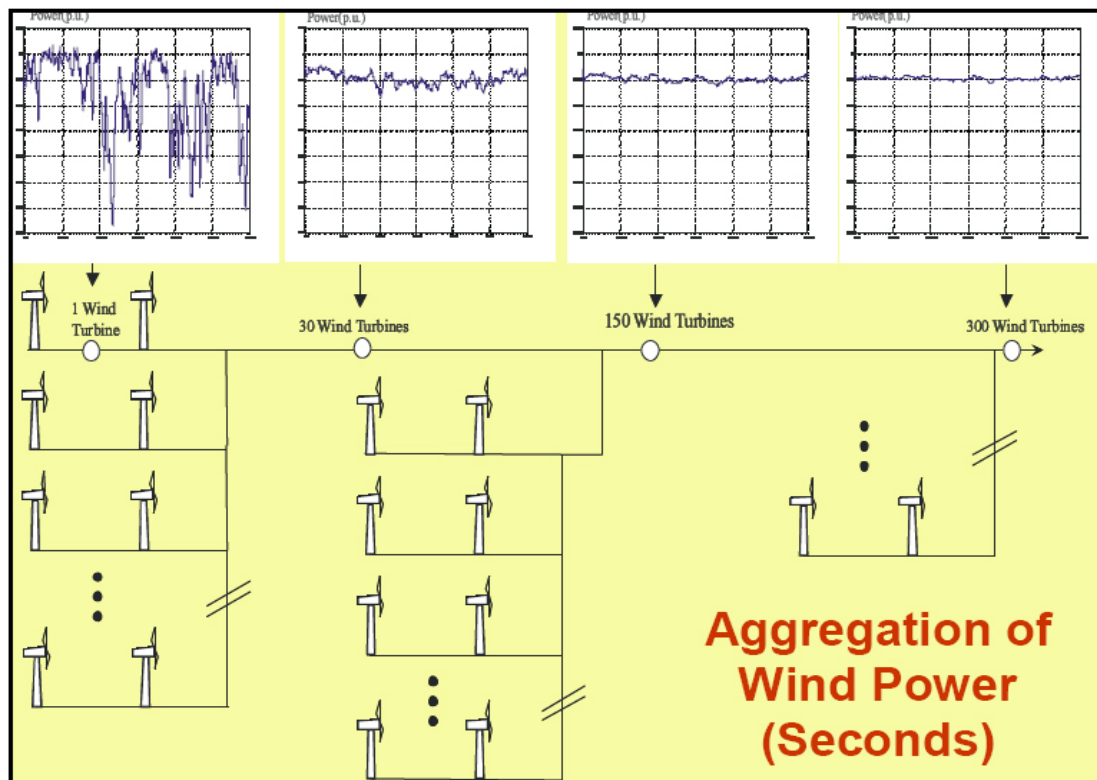 Power(p.u.)
Power(p.u.)
Power(p.u.)
Power(p.u.)
1 Wind
Turbine
30 Wind Turbines
150 Wind Turbines
300 Wind Turbines
Aggregation of
Wind Power
(Seconds)